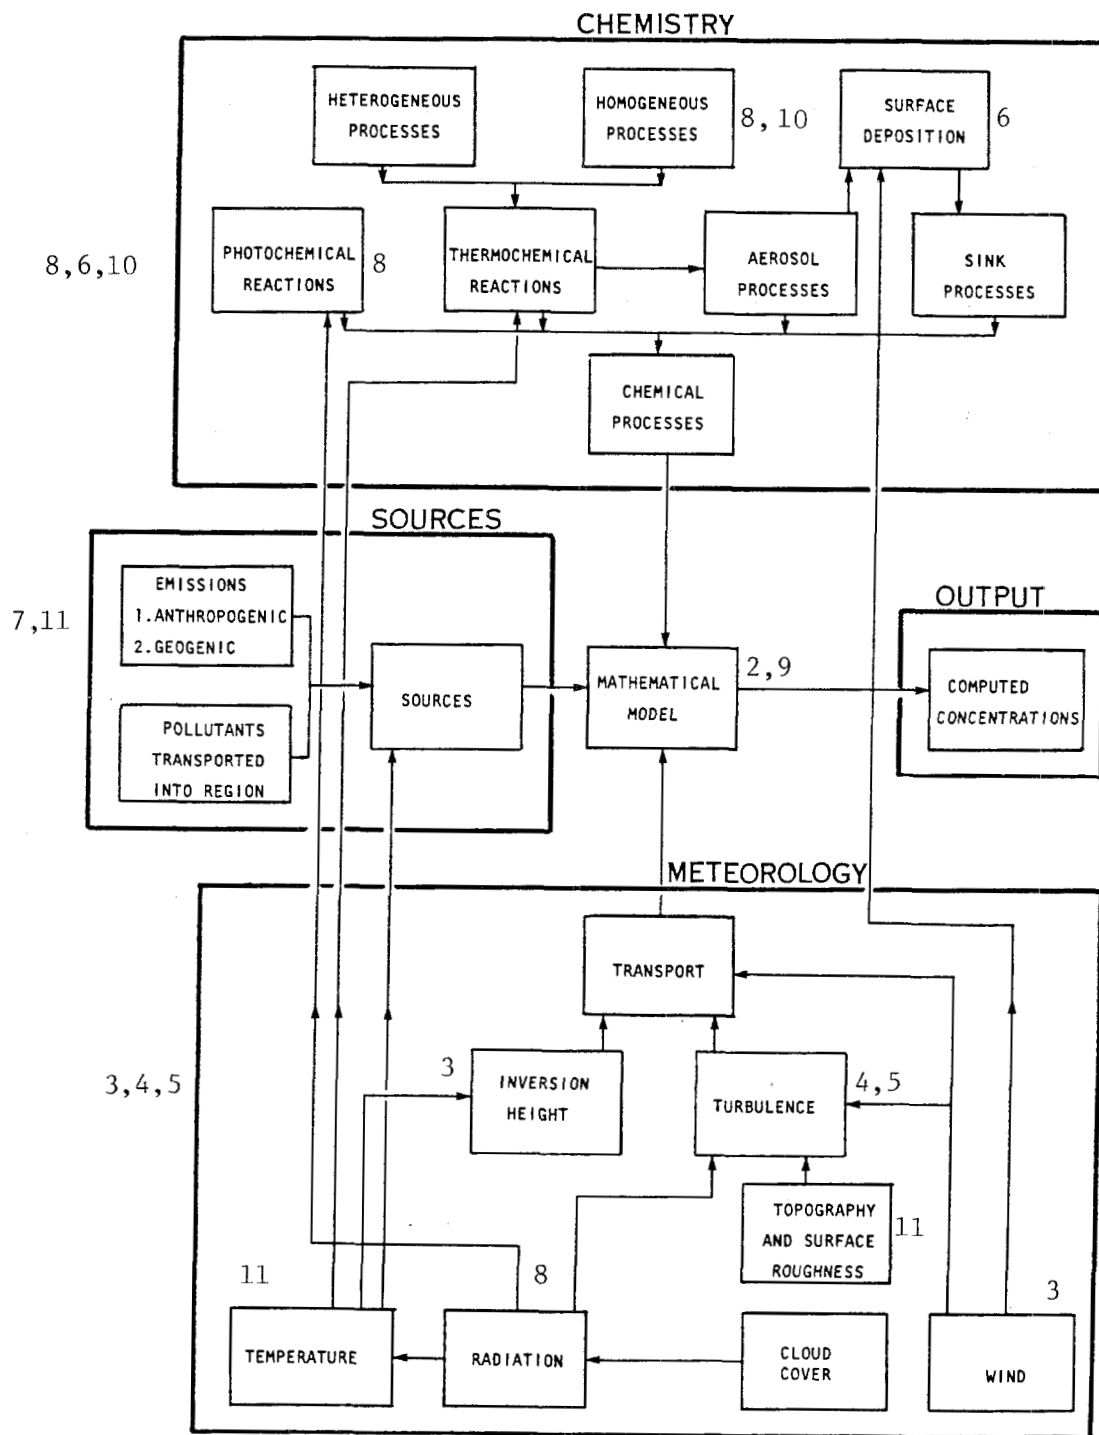 CHEMISTRY
HETEROGENEOUS
PROCESSES
HOMOGENEOUS
PROCESSES
8,10
SURFACE
DEPOSITION
6
8,6,10
PHOTOCHEMICAL
REACTIONS
8
THERMOCHEMICAL
REACTIONS
AEROSOL
PROCESSES
SINK
PROCESSES
CHEMICAL
PROCESSES
SOURCES
7,11
EMISSIONS
1.ANTHROPOGENIC
2.GEOGENIC
POLLUTANTS
TRANSPORTED
INTO REGION
SOURCES
MATHEMATICAL
MODEL
2,9
OUTPUT
COMPUTED
CONCENTRATIONS
METEOROLOGY
TRANSPORT
3,4,5
3
INVERSION
HEIGHT
TURBULENCE
4,5
TOPOGRAPHY
AND SURFACE
ROUGHNESS
11
11
TEMPERATURE
8
RADIATION
CLOUD
COVER
3
WIND